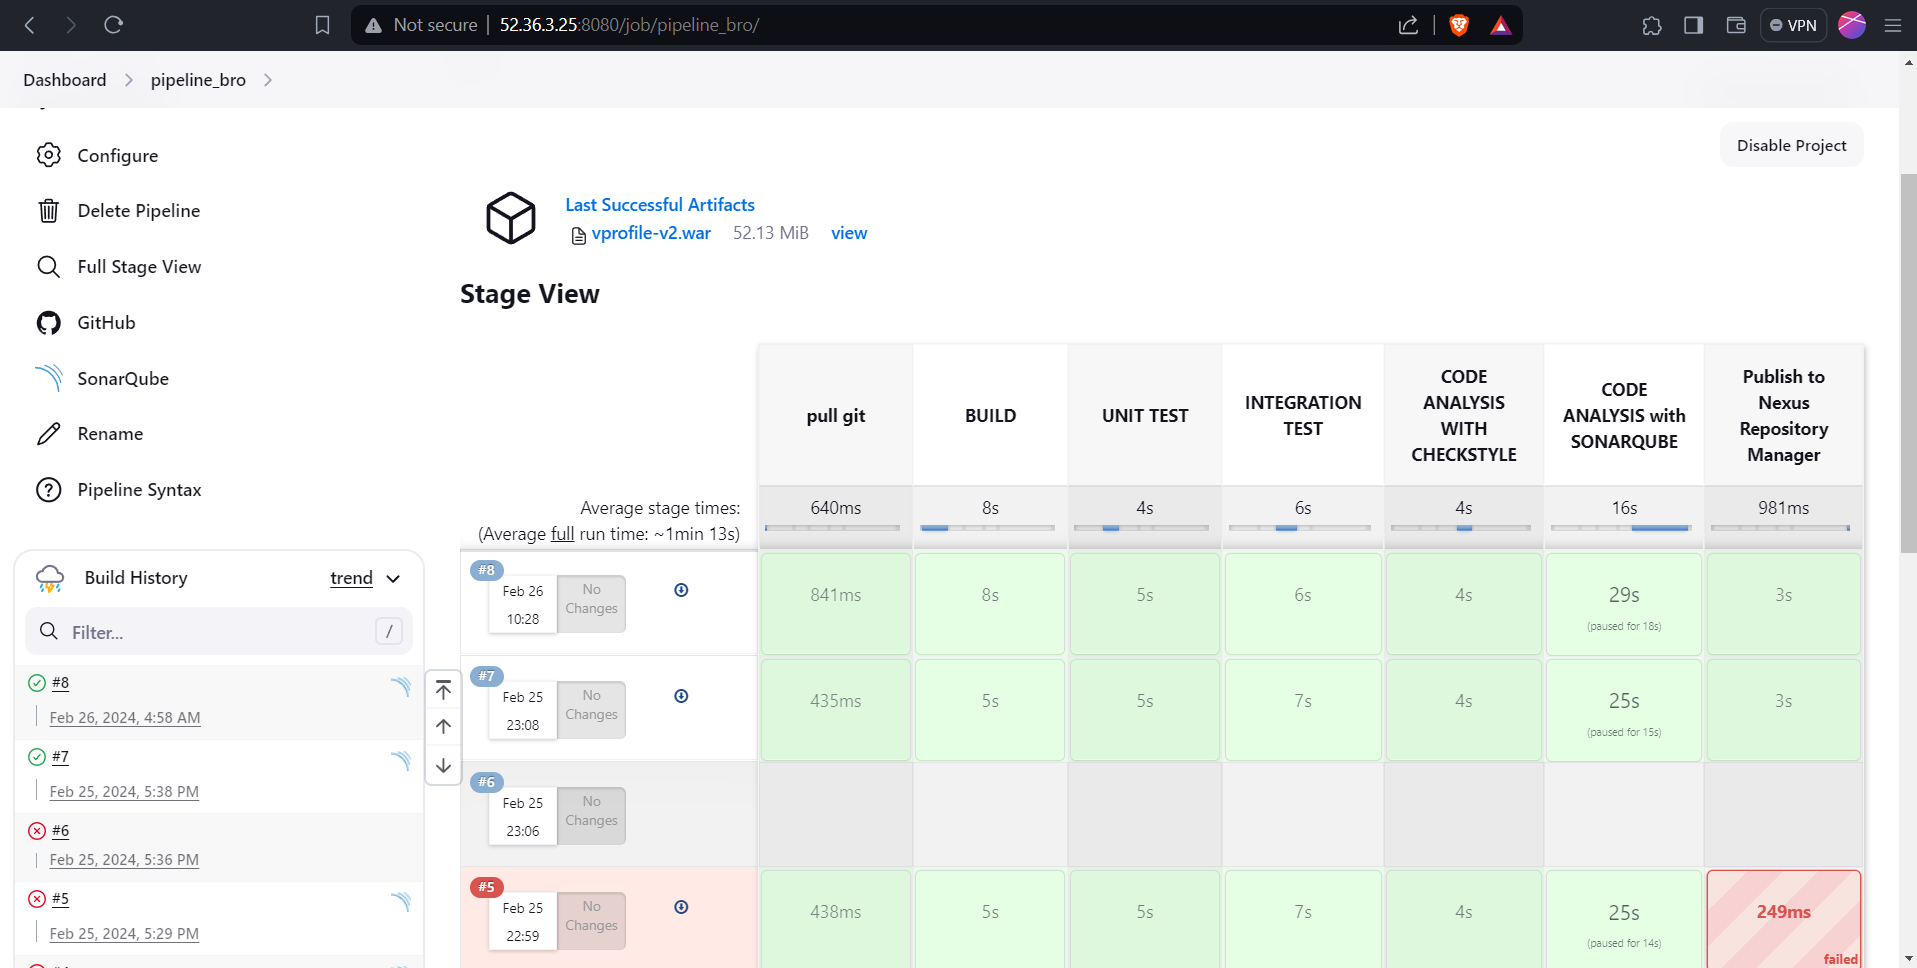 Not secure
52.36.3.25:8080/job/pipeline_bro/
VPN
Dashboard
pipeline_bro
Configure
Delete Pipeline
Full Stage View
GitHub
SonarQube
Rename
Pipeline Syntax
Build History
trend
Filter...
/
#8
Feb 26, 2024, 4:58 AM
#7
Feb 25, 2024, 5:38 PM
#6
Feb 25, 2024, 5:36 PM
#5
Feb 25, 2024, 5:29 PM
Disable Project
Last Successful Artifacts
vprofile-v2.war 52.13 MiB view
Stage View
pull git
BUILD
UNIT TEST
INTEGRATION
TEST
CODE
ANALYSIS
WITH
CHECKSTYLE
CODE
ANALYSIS with
SONARQUBE
Publish to
Nexus
Repository
Manager
Average stage times:
(Average full run time: ~1min 13s)
640ms 8s 4s 6s 4s 16s 981ms
#8
Feb 26
10:28
No
Changes
841ms 8s 5s 6s 4s 29s 3s
(paused for 18s)
#7
Feb 25
23:08
No
Changes
435ms 5s 5s 7s 4s 25s 3s
(paused for 15s)
#6
Feb 25
23:06
No
Changes
#5
Feb 25
22:59
No
Changes
438ms 5s 5s 7s 4s 25s 249ms
(paused for 14s)
failed